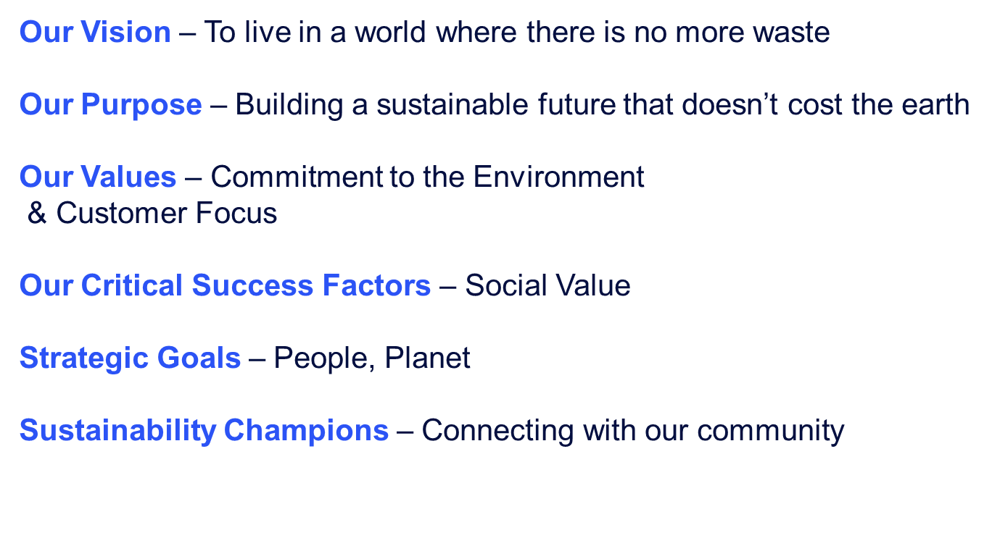 Our Vision – To live in a world where there is no more waste
Our Purpose – Building a sustainable future that doesn’t cost the earth
Our Values – Commitment to the Environment
& Customer Focus
Our Critical Success Factors – Social Value
Strategic Goals – People, Planet
Sustainability Champions – Connecting with our community